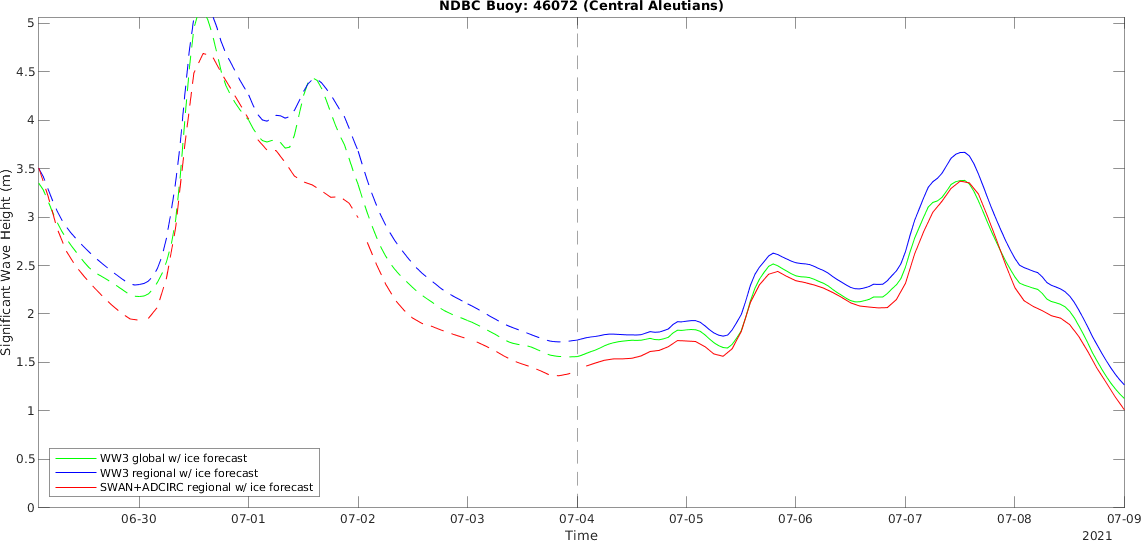 NDBC Buoy: 46072 (Central Aleutians)
5
4.5
4
3.5
3
2.5
2
1.5
1
0.5
0
Significant Wave Height (m)
WW3 global w/ ice forecast
WW3 regional w/ ice forecast
SWAN+ADCIRC regional w/ ice forecast
06-30 07-01 07-02 07-03 07-04 07-05 07-06 07-07 07-08 07-09
Time
2021